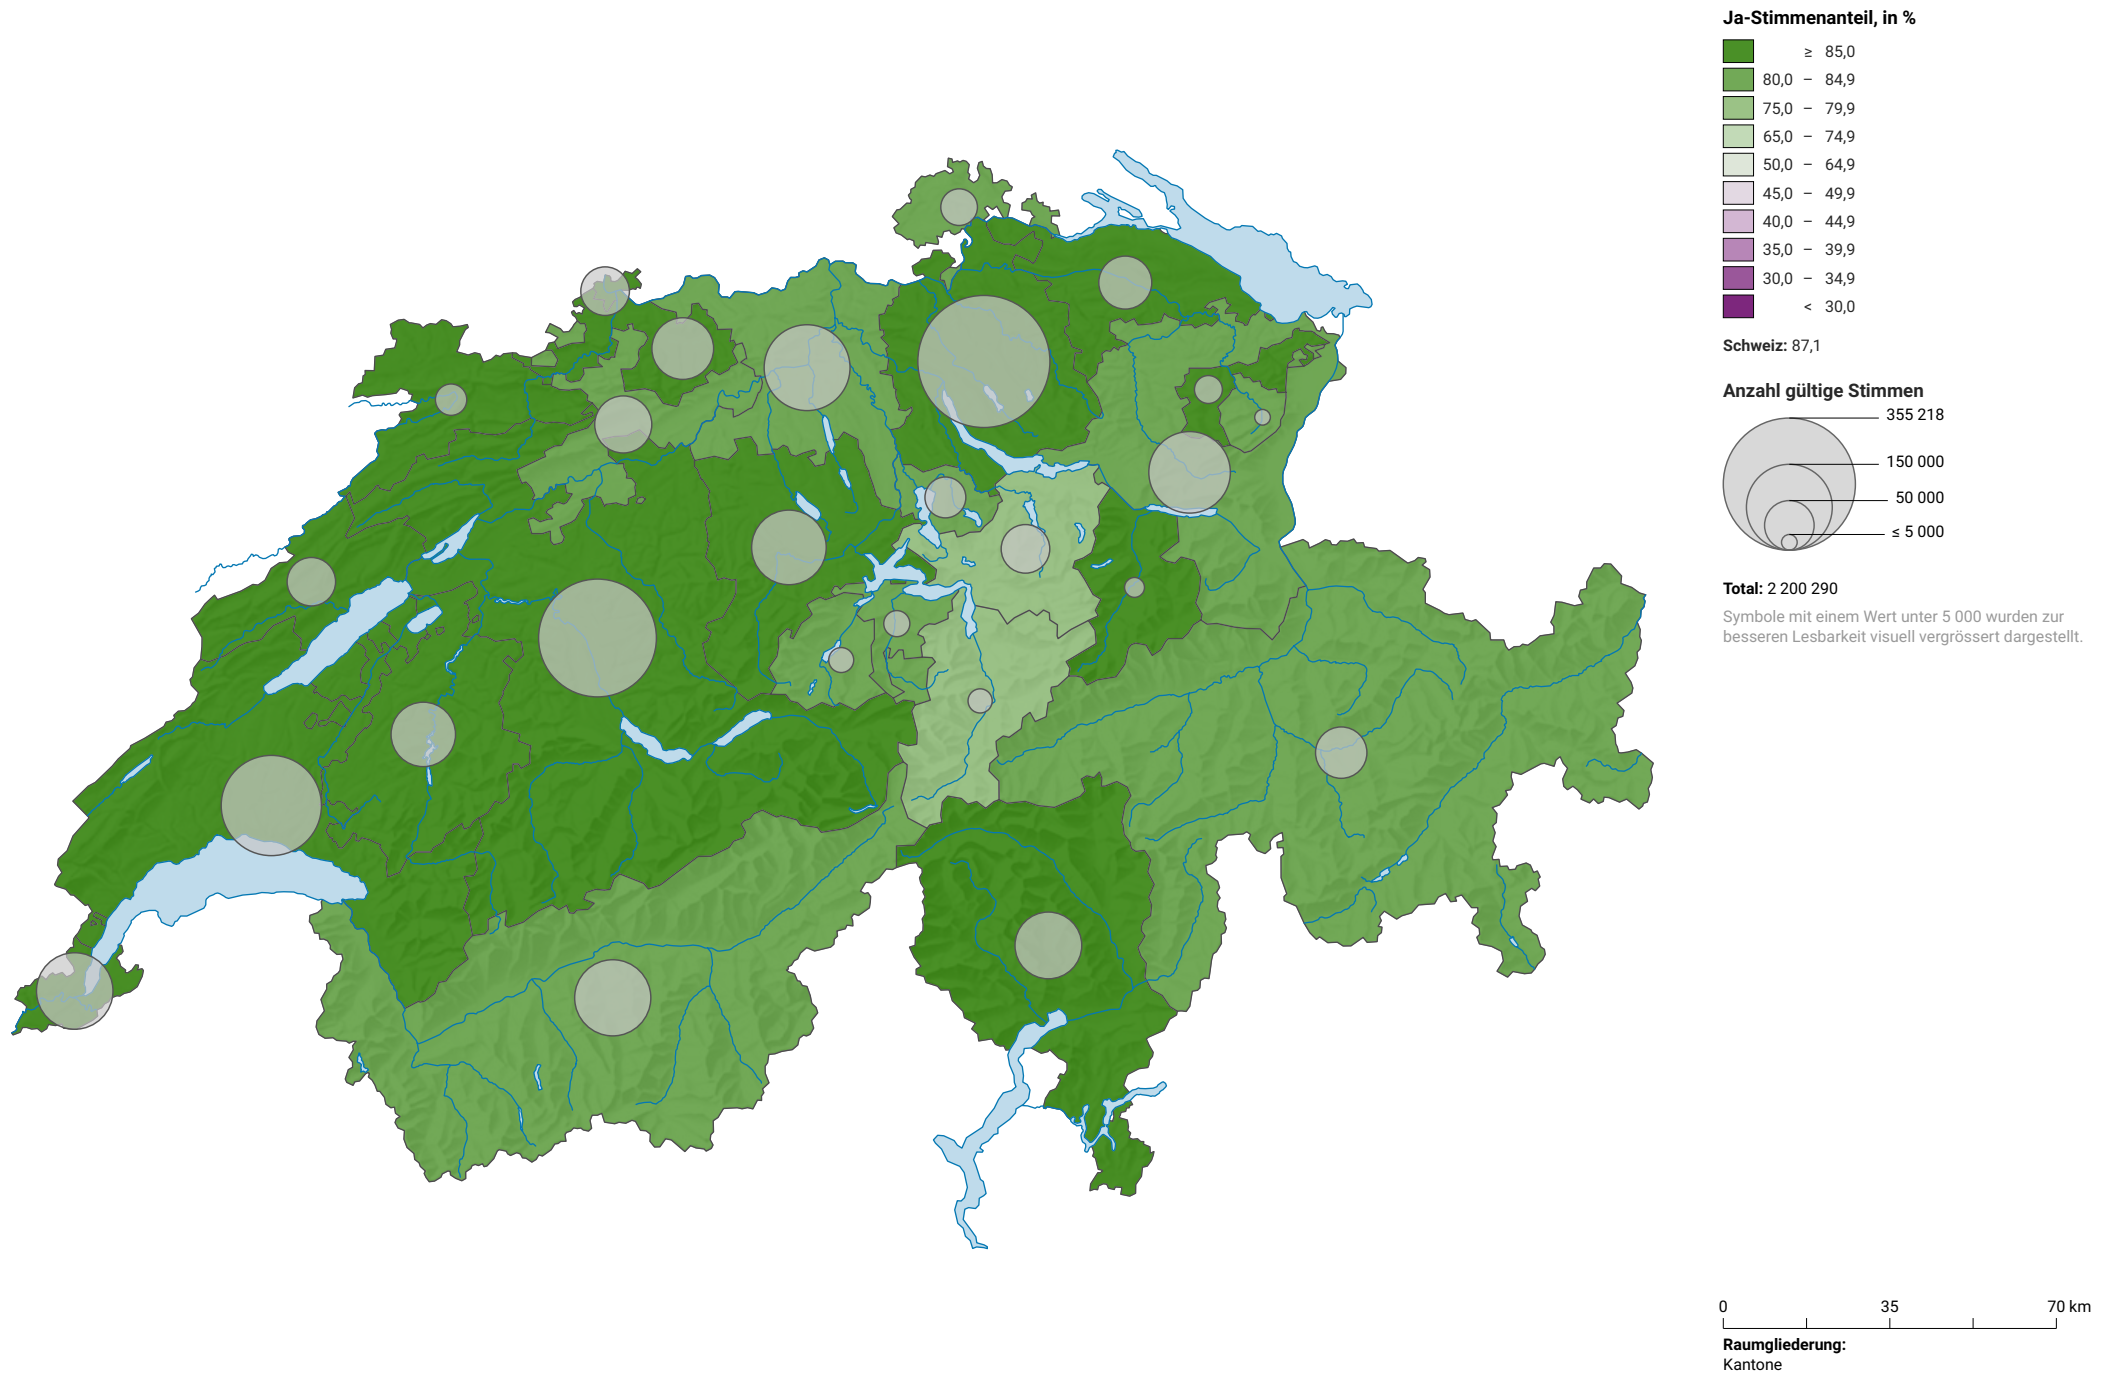 Ja-Stimmenanteil, in %
≥ 85,0
80,0 – 84,9
75,0 – 79,9
65,0 – 74,9
50,0 – 64,9
45,0 – 49,9
40,0 – 44,9
35,0 – 39,9
30,0 – 34,9
< 30,0
Schweiz: 87,1
Anzahl gültige Stimmen
355 218
150 000
50 000
≤ 5 000
Total: 2 200 290
Symbole mit einem Wert unter 5 000 wurden zur
besseren Lesbarkeit visuell vergrössert dargestellt.
0 35 70 km
Raumgliederung:
Kantone